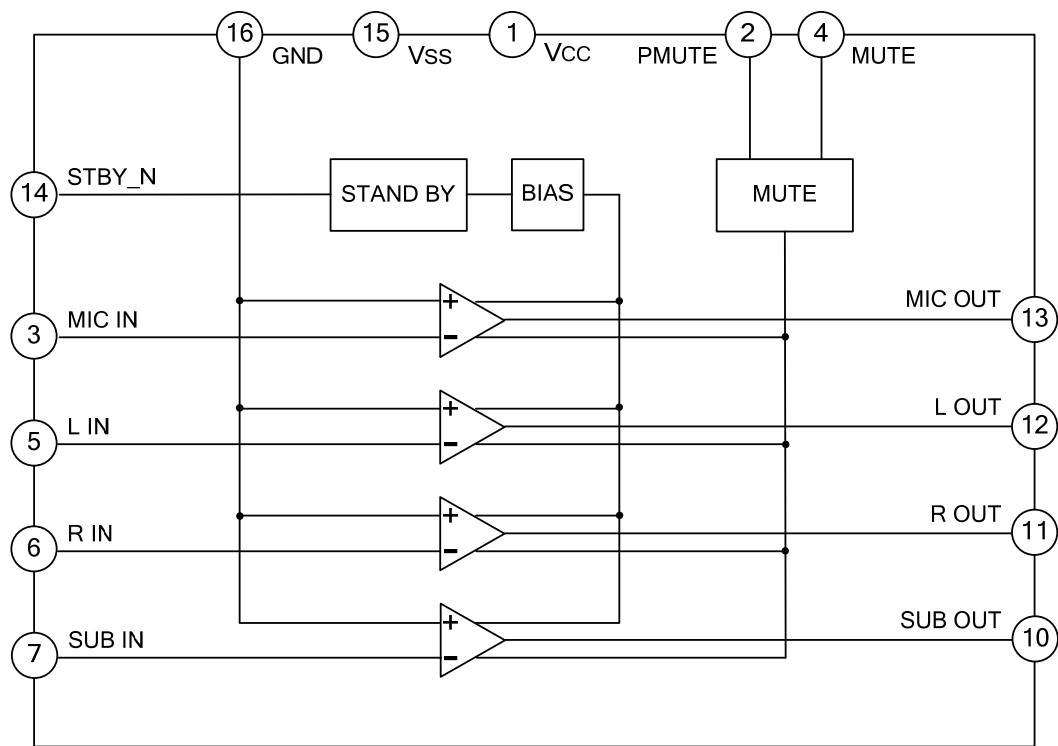 16 GND 15 VSS 1 VCC PMUTE 2 4 MUTE
14 STBY_N STAND BY BIAS MUTE
+
3 MIC IN - MIC OUT 13
+
5 L IN - L OUT 12
+
6 R IN - R OUT 11
+
7 SUB IN - SUB OUT 10